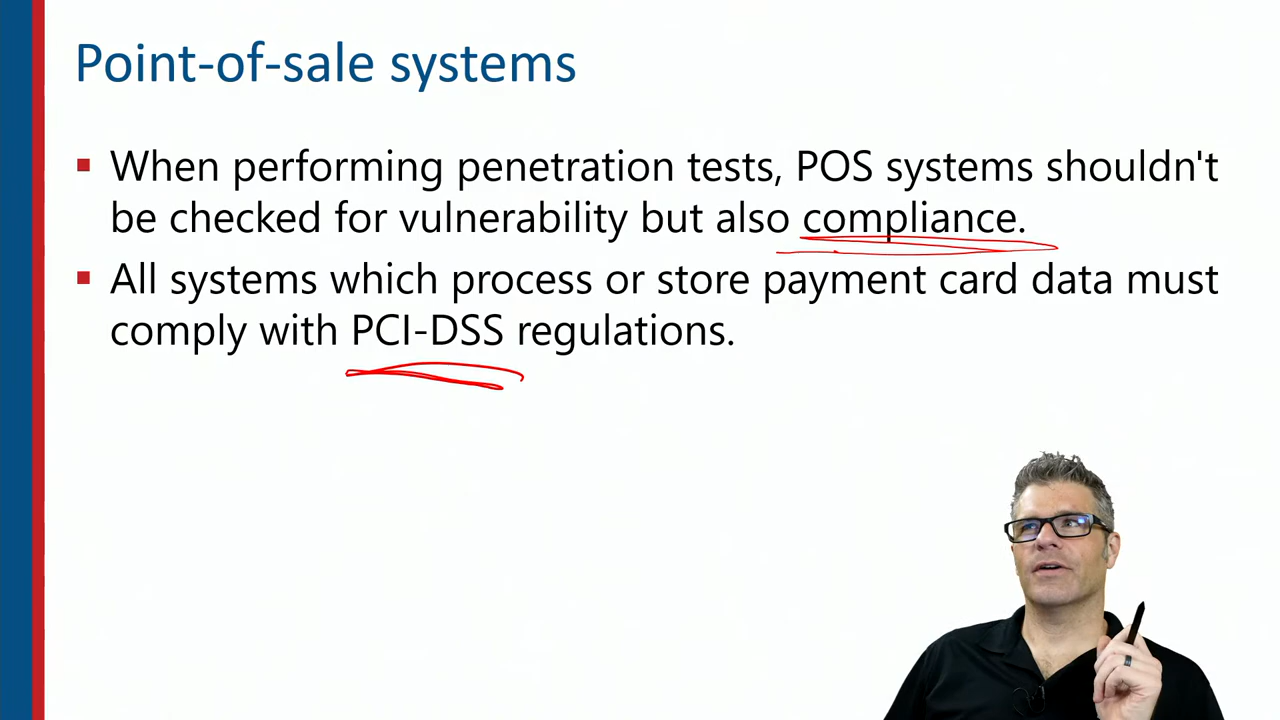 Point-of-sale systems
When performing penetration tests, POS systems shouldn't
be checked for vulnerability but also compliance.
All systems which process or store payment card data must
comply with PCI-DSS regulations.